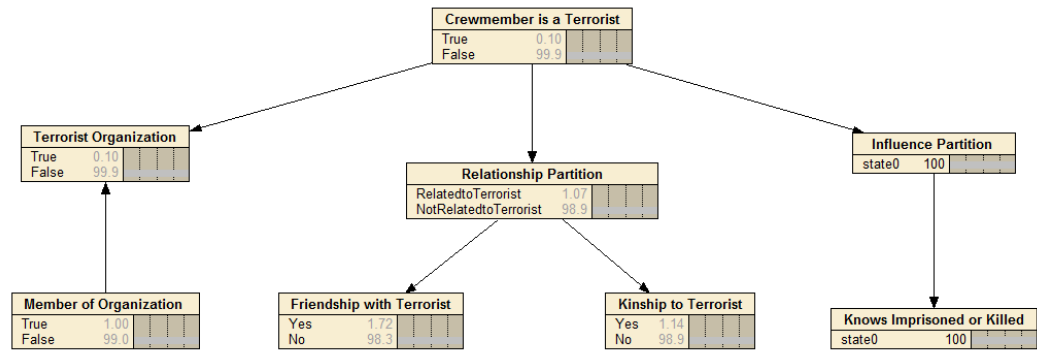 Crewmember is a Terrorist
True 0.10
False 99.9
Terrorist Organization
True 0.10
False 99.9
Influence Partition
state0 100
Relationship Partition
RelatedtoTerrorist 1.07
NotRelatedtoTerrorist 98.9
Member of Organization
True 1.00
False 99.0
Friendship with Terrorist
Yes 1.72
No 98.3
Kinship to Terrorist
Yes 1.14
No 98.9
Knows Imprisoned or Killed
state0 100